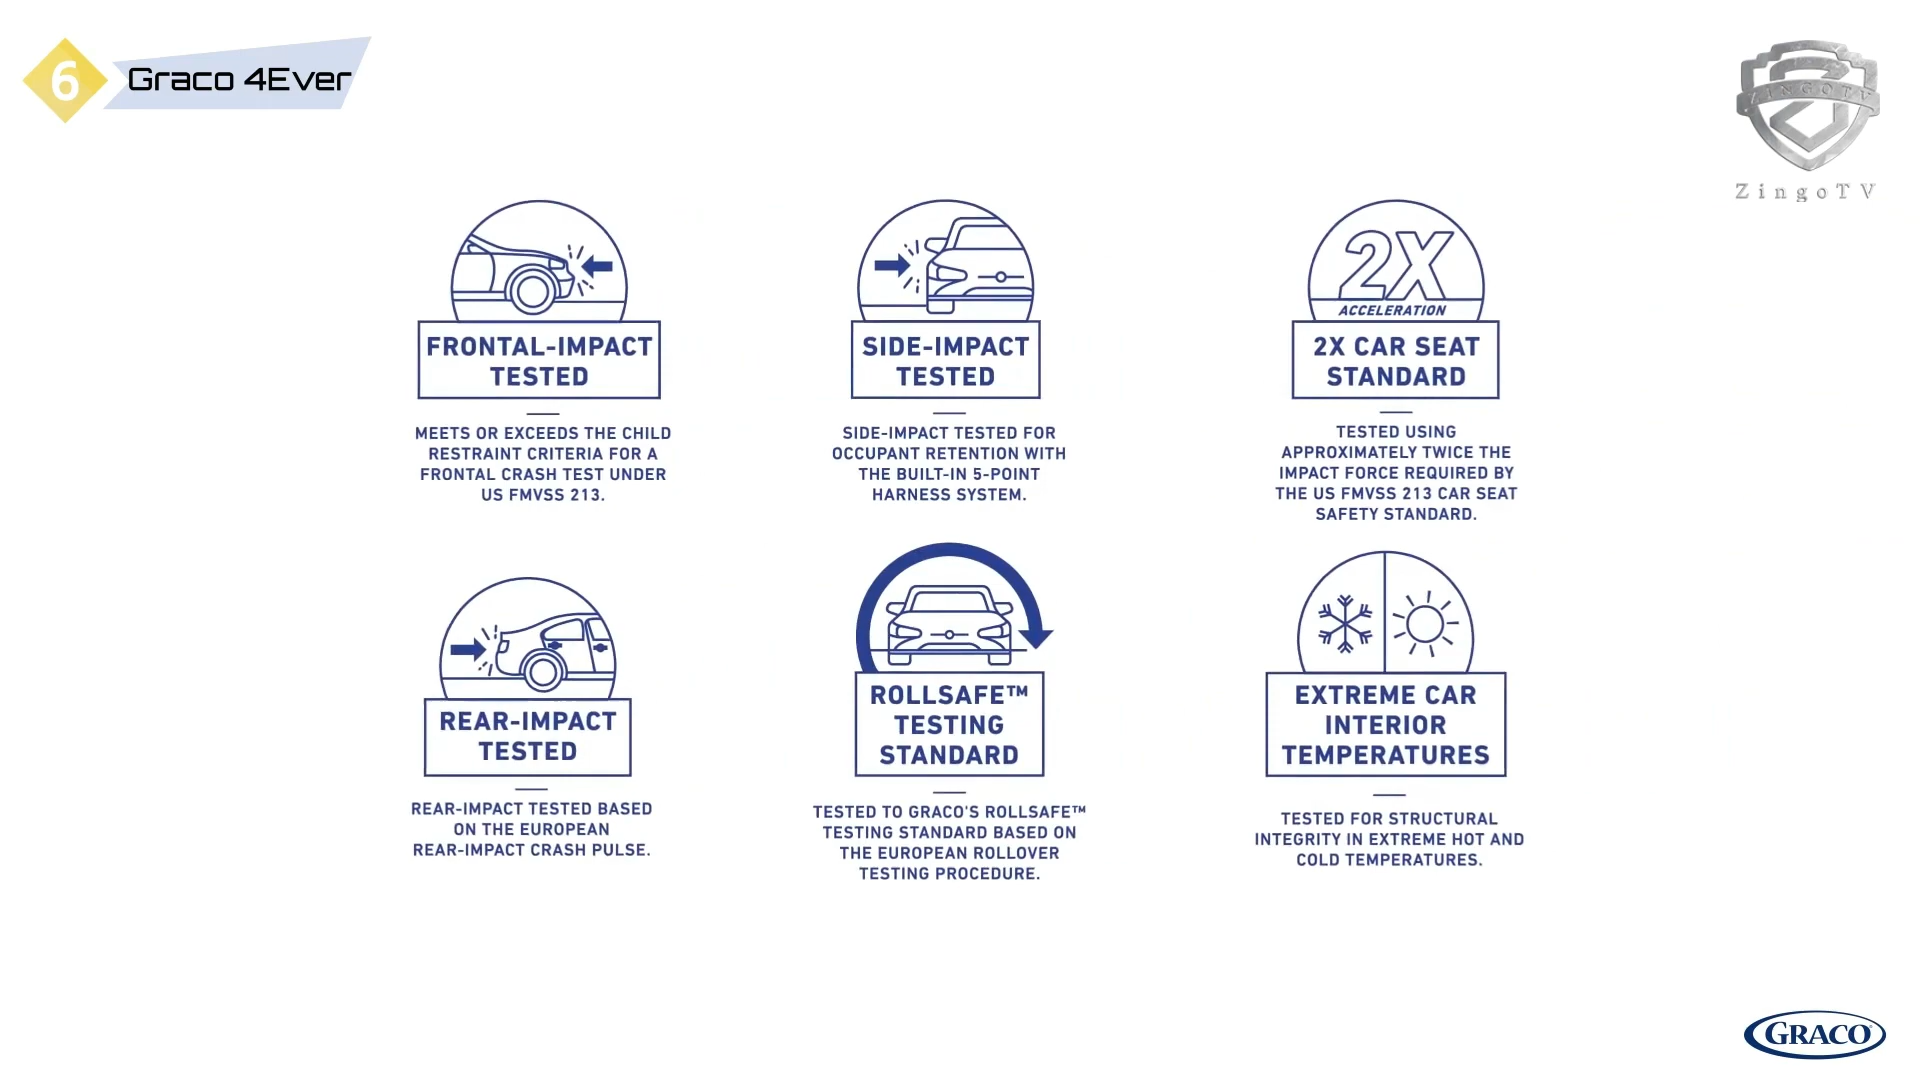 6
Graco 4Ever
ZINGOTV
ZingoTV
FRONTAL-IMPACT
TESTED
MEETS OR EXCEEDS THE CHILD
RESTRAINT CRITERIA FOR A
FRONTAL CRASH TEST UNDER
US FMVSS 213.
SIDE-IMPACT
TESTED
SIDE-IMPACT TESTED FOR
OCCUPANT RETENTION WITH
THE BUILT-IN 5-POINT
HARNESS SYSTEM.
2X
ACCELERATION
2X CAR SEAT
STANDARD
TESTED USING
APPROXIMATELY TWICE THE
IMPACT FORCE REQUIRED BY
THE US FMVSS 213 CAR SEAT
SAFETY STANDARD.
REAR-IMPACT
TESTED
REAR-IMPACT TESTED BASED
ON THE EUROPEAN
REAR-IMPACT CRASH PULSE.
ROLLSAFE™
TESTING
STANDARD
TESTED TO GRACO'S ROLLSAFE™
TESTING STANDARD BASED ON
THE EUROPEAN ROLLOVER
TESTING PROCEDURE.
EXTREME CAR
INTERIOR
TEMPERATURES
TESTED FOR STRUCTURAL
INTEGRITY IN EXTREME HOT AND
COLD TEMPERATURES.
GRACO